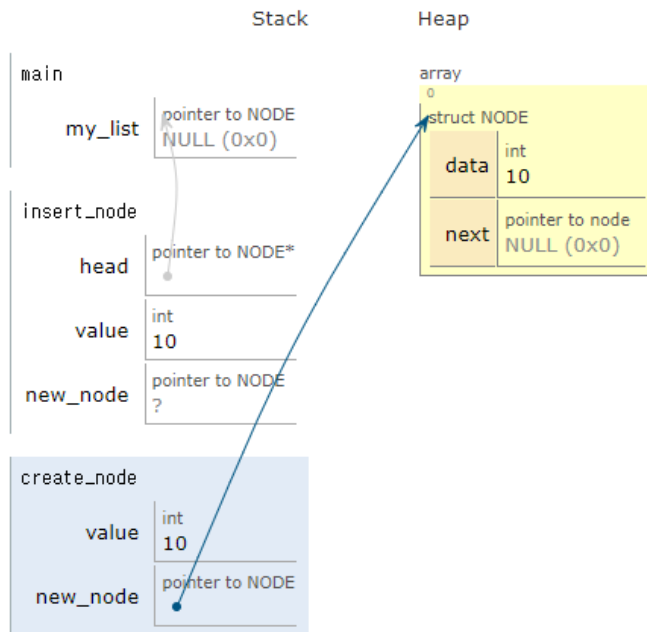 Stack Heap
main
my_list
pointer to NODE
NULL (0x0)
array
0
struct NODE
data
int
10
next
pointer to node
NULL (0x0)
insert_node
head
pointer to NODE*
value
int
10
new_node
pointer to NODE
?
create_node
value
int
10
new_node
pointer to NODE